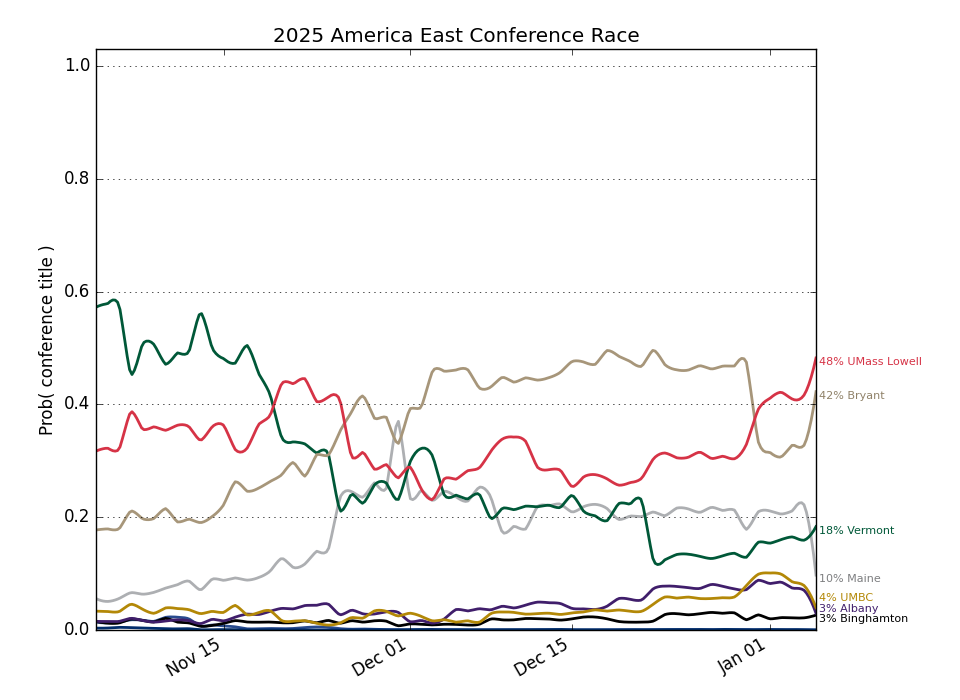 2025 America East Conference Race
Prob( conference title )
1.0
0.8
0.6
0.4
0.2
0.0
48% UMass Lowell
42% Bryant
18% Vermont
10% Maine
4% UMBC
3% Albany
3% Binghamton
Nov 15
Dec 01
Dec 15
Jan 01